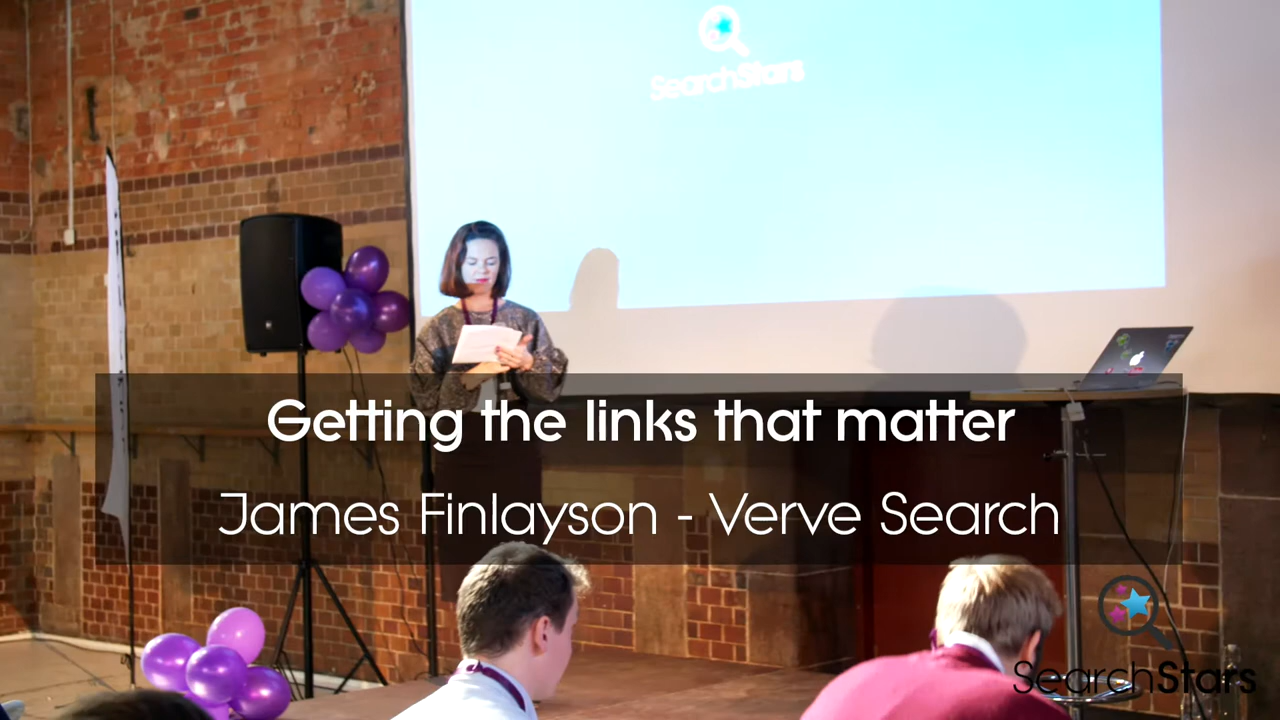 SearchStars
Getting the links that matter
James Finlayson - Verve Search
SearchStars